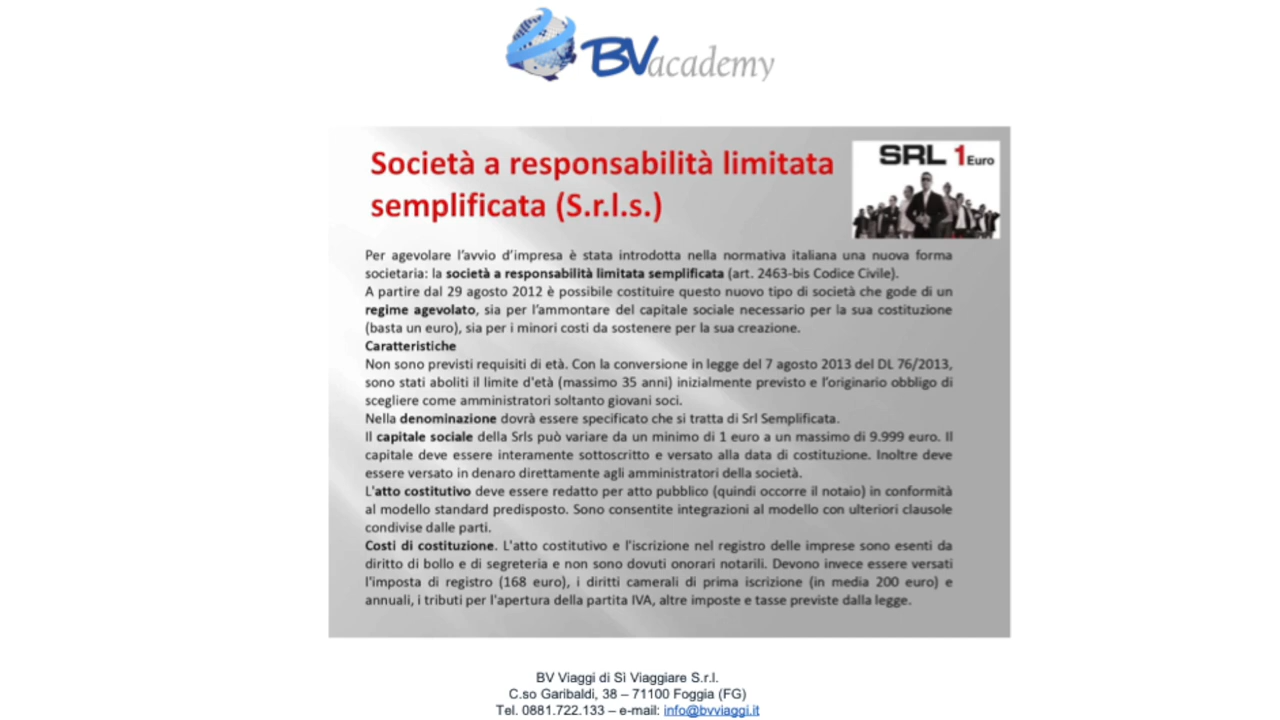 BVacademy
Società a responsabilità limitata
semplificata (S.r.l.s.)
SRL 1 Euro
Per agevolare l'avvio d'impresa è stata introdotta nella normativa italiana una nuova forma
societaria: la società a responsabilità limitata semplificata (art. 2463-bis Codice Civile).
A partire dal 29 agosto 2012 è possibile costituire questo nuovo tipo di società che gode di un
regime agevolato, sia per l'ammontare del capitale sociale necessario per la sua costituzione
(basta un euro), sia per i minori costi da sostenere per la sua creazione.
Caratteristiche
Non sono previsti requisiti di età. Con la conversione in legge del 7 agosto 2013 del DL 76/2013,
sono stati aboliti il limite d'età (massimo 35 anni) inizialmente previsto e l'originario obbligo di
scegliere come amministratori soltanto giovani soci.
Nella denominazione dovrà essere specificato che si tratta di Srl Semplificata.
Il capitale sociale della Srls può variare da un minimo di 1 euro a un massimo di 9.999 euro. Il
capitale deve essere interamente sottoscritto e versato alla data di costituzione. Inoltre deve
essere versato in denaro direttamente agli amministratori della società.
L'atto costitutivo deve essere redatto per atto pubblico (quindi occorre il notaio) in conformità
al modello standard predisposto. Sono consentite integrazioni al modello con ulteriori clausole
condivise dalle parti.
Costi di costituzione. L'atto costitutivo e l'iscrizione nel registro delle imprese sono esenti da
diritto di bollo e di segreteria e non sono dovuti onorari notarili. Devono invece essere versati
l'imposta di registro (168 euro), i diritti camerali di prima iscrizione (in media 200 euro) e
annuali, i tributi per l'apertura della partita IVA, altre imposte e tasse previste dalla legge.
BV Viaggi di Sì Viaggiare S.r.l.
C.so Garibaldi, 38 – 71100 Foggia (FG)
Tel. 0881.722.133 – e-mail: info@bvviaggi.it